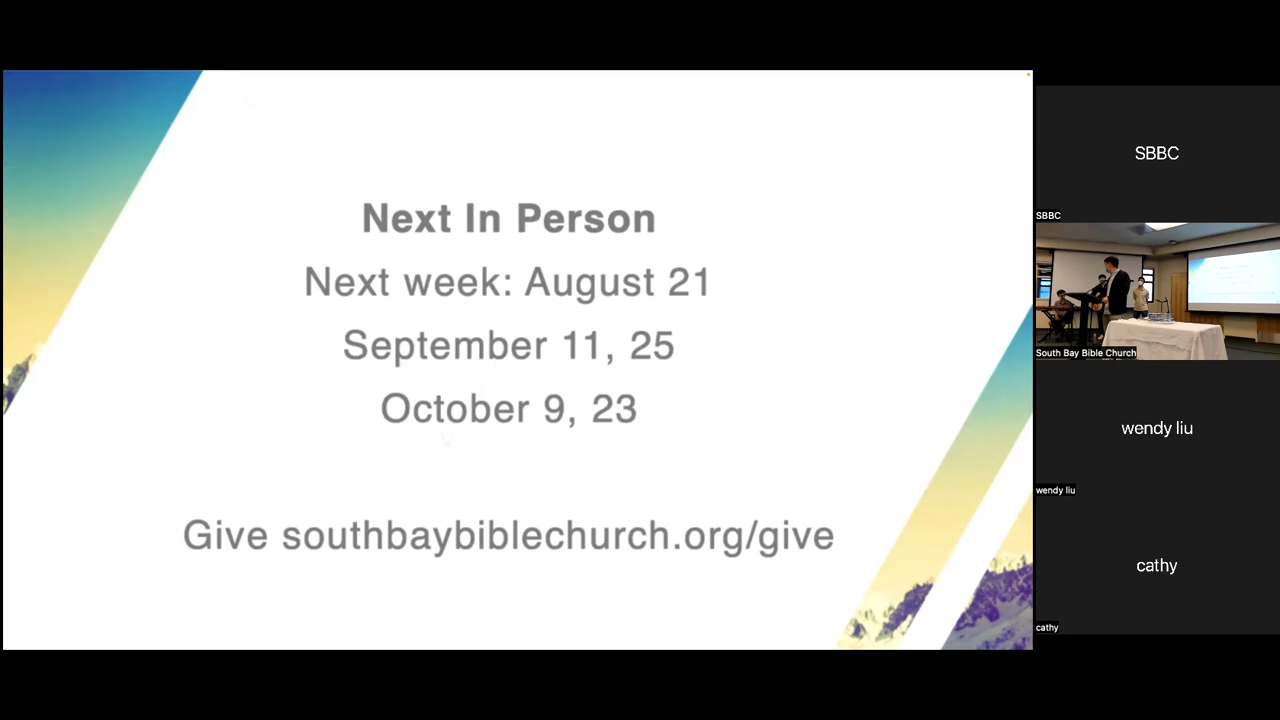 Next In Person
Next week: August 21
September 11, 25
October 9, 23
Give southbaybiblechurch.org/give
SBBC
SBBC
South Bay Bible Church
wendy liu
wendy liu
cathy
cathy